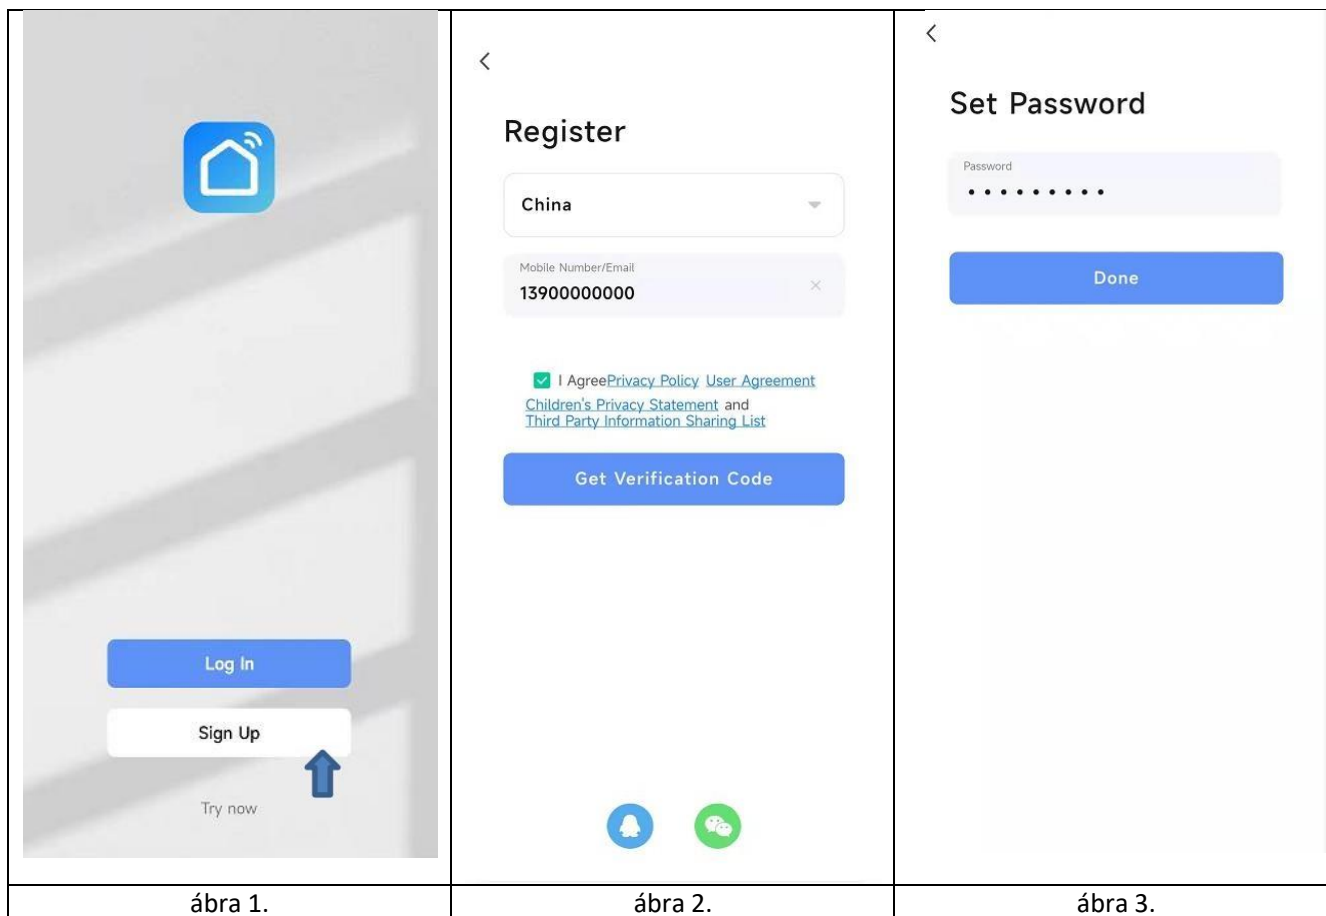 Log In
Sign Up
Try now
ábra 1.
Register
China
Mobile Number/Email
13900000000
I AgreePrivacy Policy User Agreement
Children's Privacy Statement and
Third Party Information Sharing List
Get Verification Code
ábra 2.
Set Password
Password
Done
ábra 3.